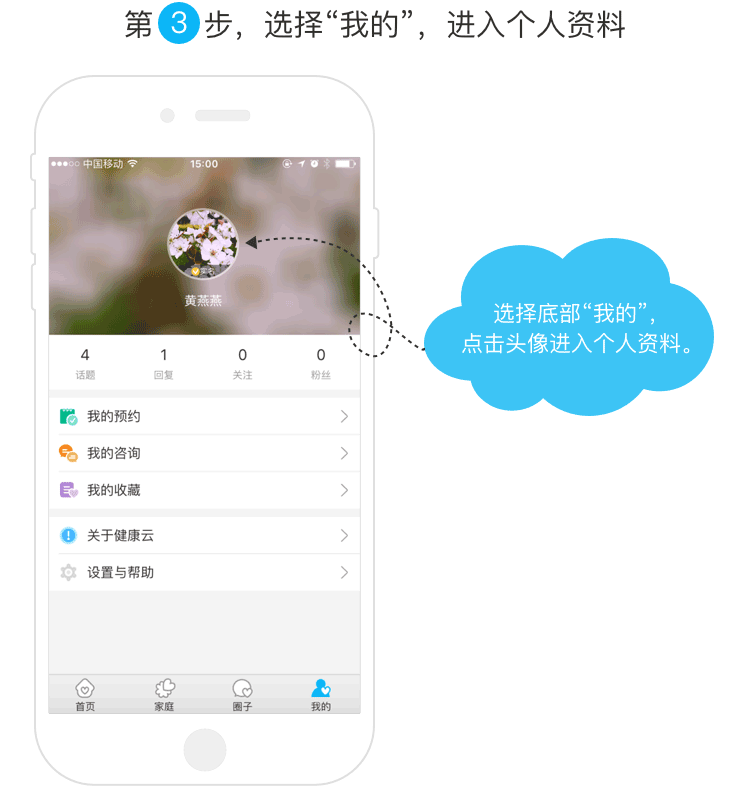 第 3 步，选择“我的”，进入个人资料
中国移动 15:00
实名
黄燕燕
选择底部“我的”，
点击头像进入个人资料。
4 1 0 0
话题 回复 关注 粉丝
我的预约
我的咨询
我的收藏
关于健康云
设置与帮助
首页 家庭 圈子 我的